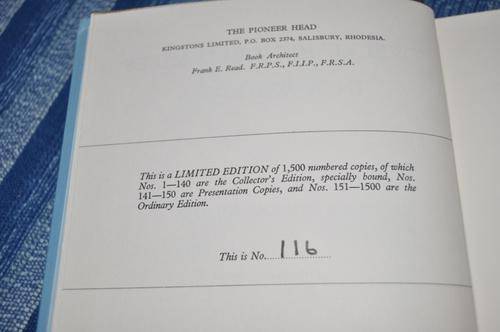 THE PIONEER HEAD
KINGSTONS LIMITED, P.O. BOX 2374, SALISBURY, RHODESIA.
Book Architect
Frank E. Read. F.R.P.S., F.I.I.P., F.R.S.A.
This is a LIMITED EDITION of 1,500 numbered copies, of which
Nos. 1—140 are the Collector's Edition, specially bound, Nos.
141—150 are Presentation Copies, and Nos. 151—1500 are the
Ordinary Edition.
This is No. 116